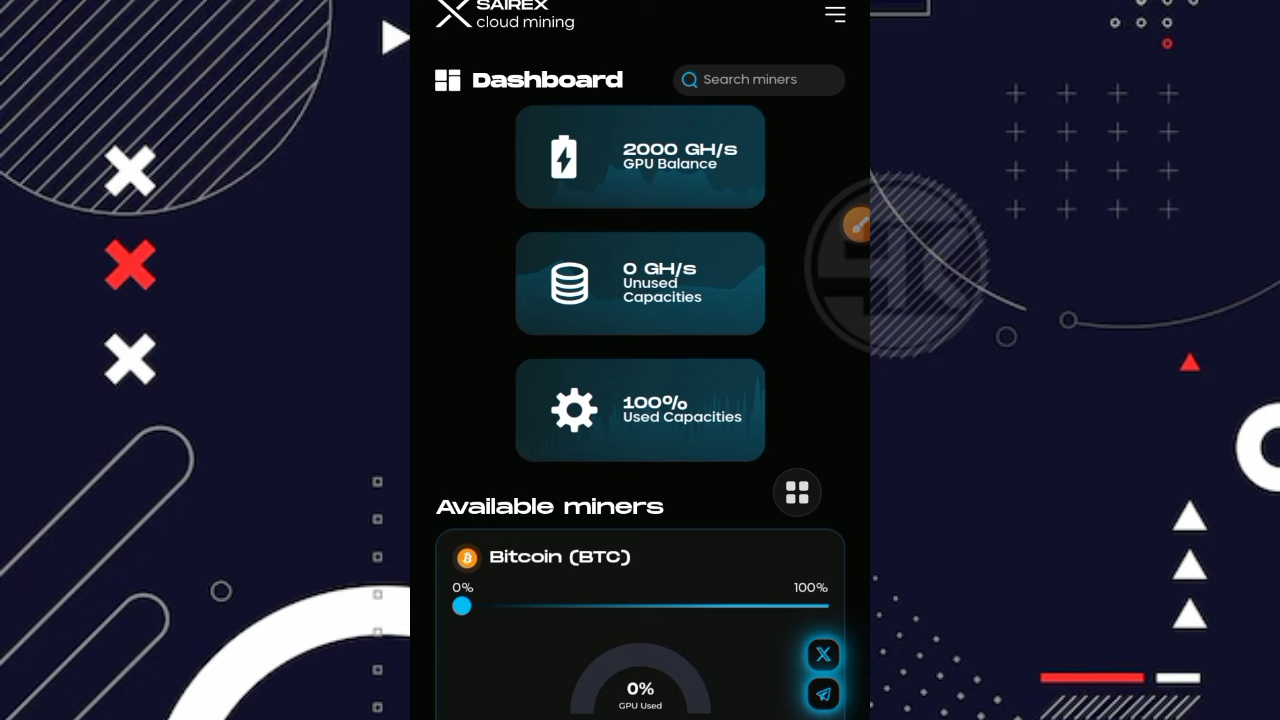 SAIREX
cloud mining
Dashboard
Search miners
2000 GH/s
GPU Balance
0 GH/s
Unused
Capacities
100%
Used Capacities
Available miners
Bitcoin (BTC)
0%
100%
0%
GPU Used